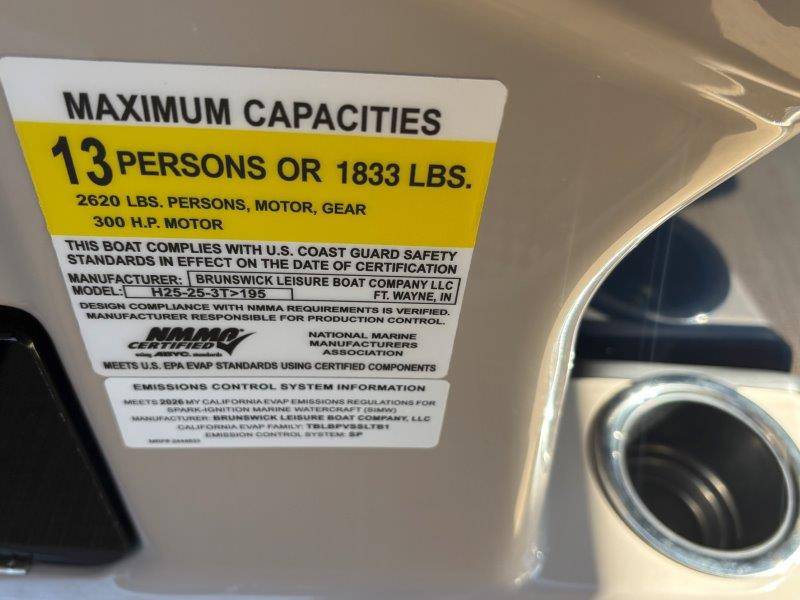 MAXIMUM CAPACITIES
13 PERSONS OR 1833 LBS.
2620 LBS. PERSONS, MOTOR, GEAR
300 H.P. MOTOR
THIS BOAT COMPLIES WITH U.S. COAST GUARD SAFETY
STANDARDS IN EFFECT ON THE DATE OF CERTIFICATION
MANUFACTURER: BRUNSWICK LEISURE BOAT COMPANY LLC
MODEL: H25-25-3T>195 FT. WAYNE, IN
DESIGN COMPLIANCE WITH NMMA REQUIREMENTS IS VERIFIED.
MANUFACTURER RESPONSIBLE FOR PRODUCTION CONTROL.
NMMA
CERTIFIED
using ABYC. standards
NATIONAL MARINE
MANUFACTURERS
ASSOCIATION
MEETS U.S. EPA EVAP STANDARDS USING CERTIFIED COMPONENTS
EMISSIONS CONTROL SYSTEM INFORMATION
MEETS 2026 MY CALIFORNIA EVAP EMISSIONS REGULATIONS FOR
SPARK-IGNITION MARINE WATERCRAFT (SIMW)
MANUFACTURER: BRUNSWICK LEISURE BOAT COMPANY, LLC
CALIFORNIA EVAP FAMILY: TBLBPVSSLTB1
EMISSION CONTROL SYSTEM: SP